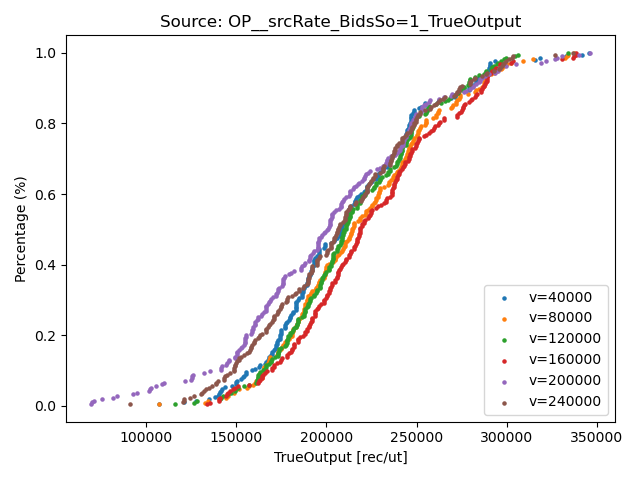 Source: OP__srcRate_BidsSo=1_TrueOutput
Percentage (%)
1.0
0.8
0.6
0.4
0.2
0.0
v=40000
v=80000
v=120000
v=160000
v=200000
v=240000
100000 150000 200000 250000 300000 350000
TrueOutput [rec/ut]